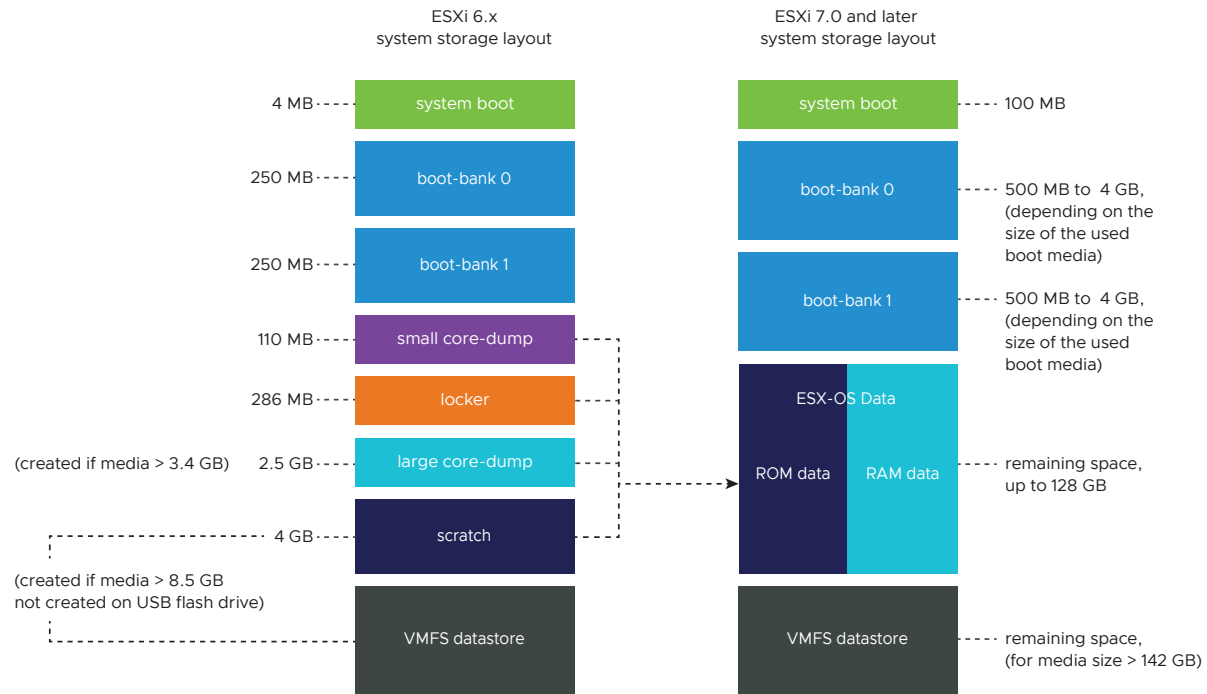 ESXi 6.x
system storage layout
4 MB
system boot
250 MB
boot-bank 0
250 MB
boot-bank 1
110 MB
small core-dump
286 MB
locker
(created if media > 3.4 GB)
2.5 GB
large core-dump
4 GB
scratch
(created if media > 8.5 GB
not created on USB flash drive)
VMFS datastore
ESXi 7.0 and later
system storage layout
system boot
100 MB
boot-bank 0
500 MB to 4 GB,
(depending on the
size of the used
boot media)
boot-bank 1
500 MB to 4 GB,
(depending on the
size of the used
boot media)
ESX-OS Data
ROM data
RAM data
remaining space,
up to 128 GB
VMFS datastore
remaining space,
(for media size > 142 GB)